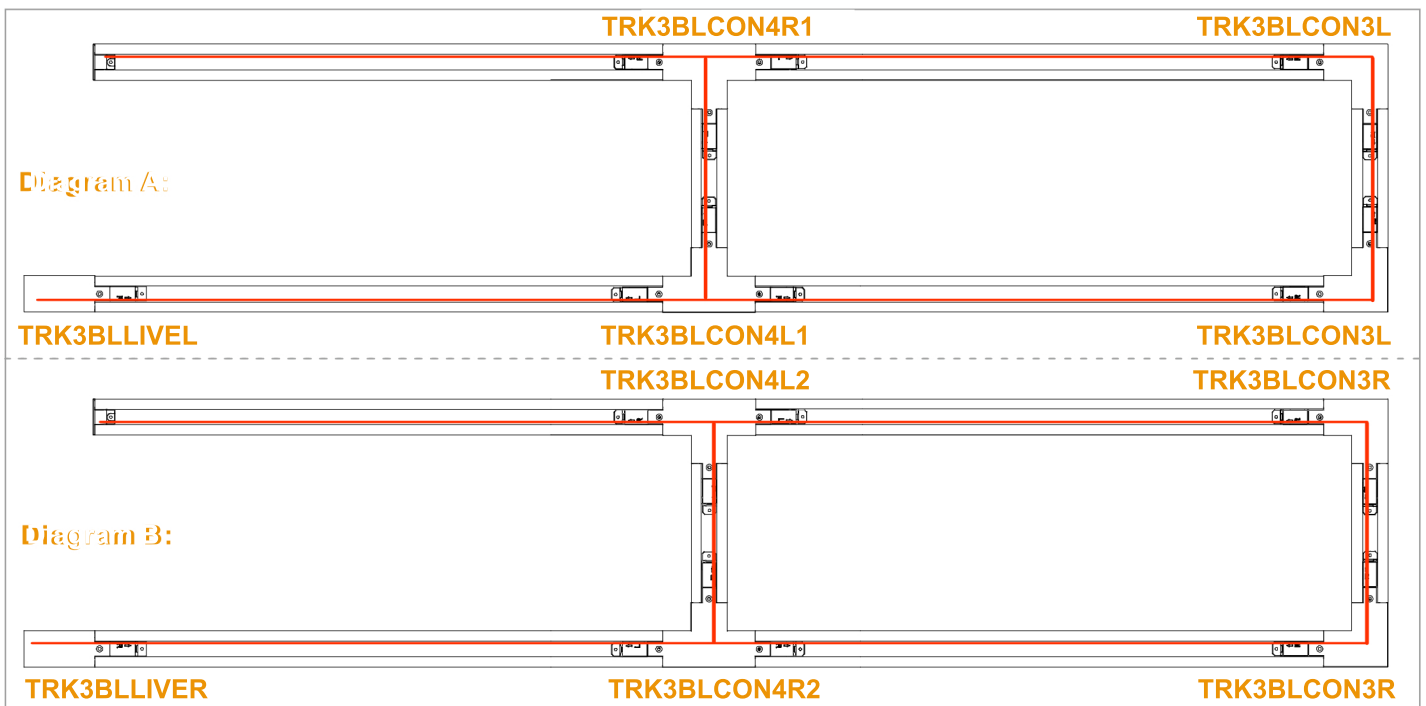 TRK3BLCON4R1 TRK3BLCON3L
Diagram A:
TRK3BLLIVEL TRK3BLCON4L1 TRK3BLCON3L
TRK3BLCON4L2 TRK3BLCON3R
Diagram B:
TRK3BLLIVER TRK3BLCON4R2 TRK3BLCON3R